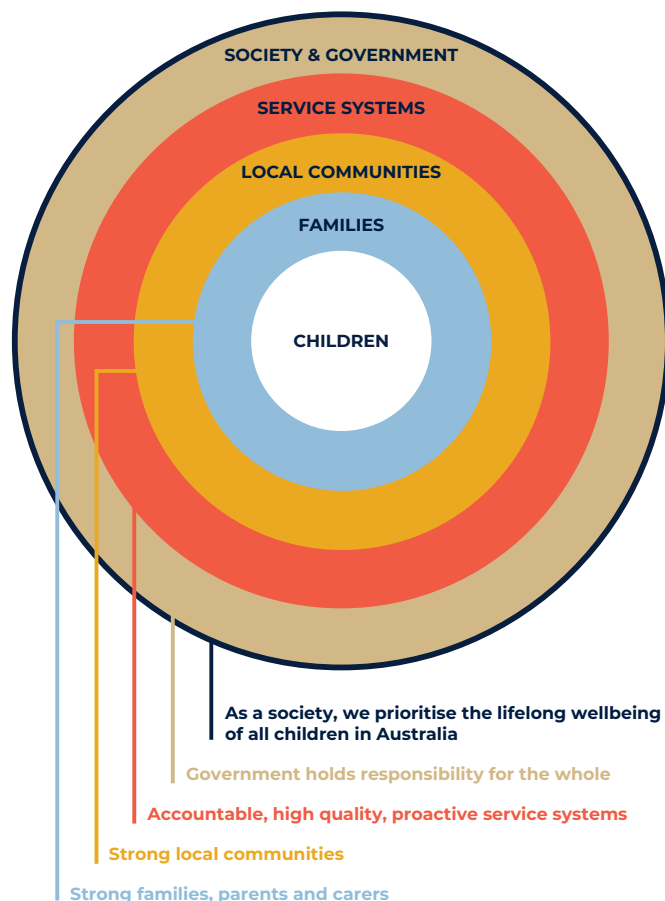 SOCIETY & GOVERNMENT
SERVICE SYSTEMS
LOCAL COMMUNITIES
FAMILIES
CHILDREN
As a society, we prioritise the lifelong wellbeing
of all children in Australia
Government holds responsibility for the whole
Accountable, high quality, proactive service systems
Strong local communities
Strong families, parents and carers